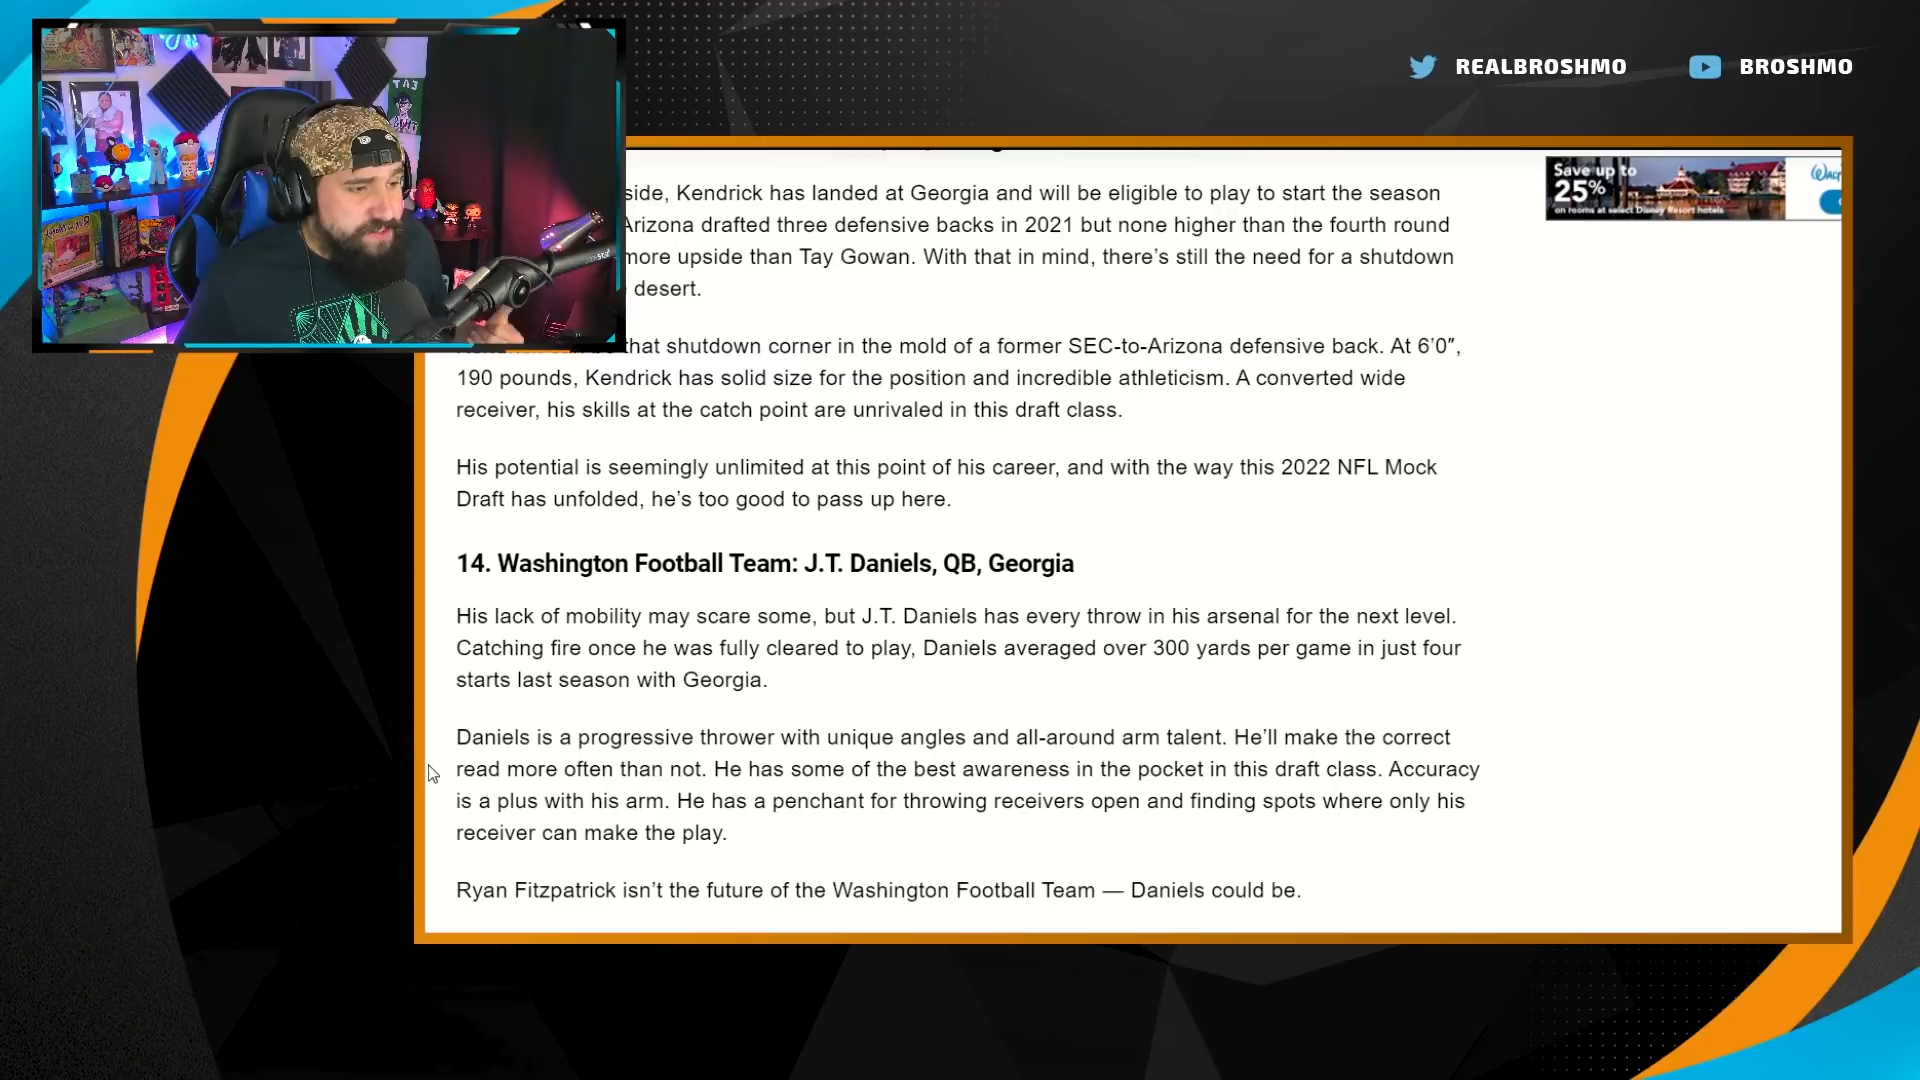 REALBROSHMO
BROSHMO
TAJ
Save up to
25%
on rooms at select Disney Resort hotels
side, Kendrick has landed at Georgia and will be eligible to play to start the season
Arizona drafted three defensive backs in 2021 but none higher than the fourth round
more upside than Tay Gowan. With that in mind, there’s still the need for a shutdown
desert.
that shutdown corner in the mold of a former SEC-to-Arizona defensive back. At 6’0″,
190 pounds, Kendrick has solid size for the position and incredible athleticism. A converted wide
receiver, his skills at the catch point are unrivaled in this draft class.
His potential is seemingly unlimited at this point of his career, and with the way this 2022 NFL Mock
Draft has unfolded, he’s too good to pass up here.
14. Washington Football Team: J.T. Daniels, QB, Georgia
His lack of mobility may scare some, but J.T. Daniels has every throw in his arsenal for the next level.
Catching fire once he was fully cleared to play, Daniels averaged over 300 yards per game in just four
starts last season with Georgia.
Daniels is a progressive thrower with unique angles and all-around arm talent. He’ll make the correct
read more often than not. He has some of the best awareness in the pocket in this draft class. Accuracy
is a plus with his arm. He has a penchant for throwing receivers open and finding spots where only his
receiver can make the play.
Ryan Fitzpatrick isn’t the future of the Washington Football Team — Daniels could be.